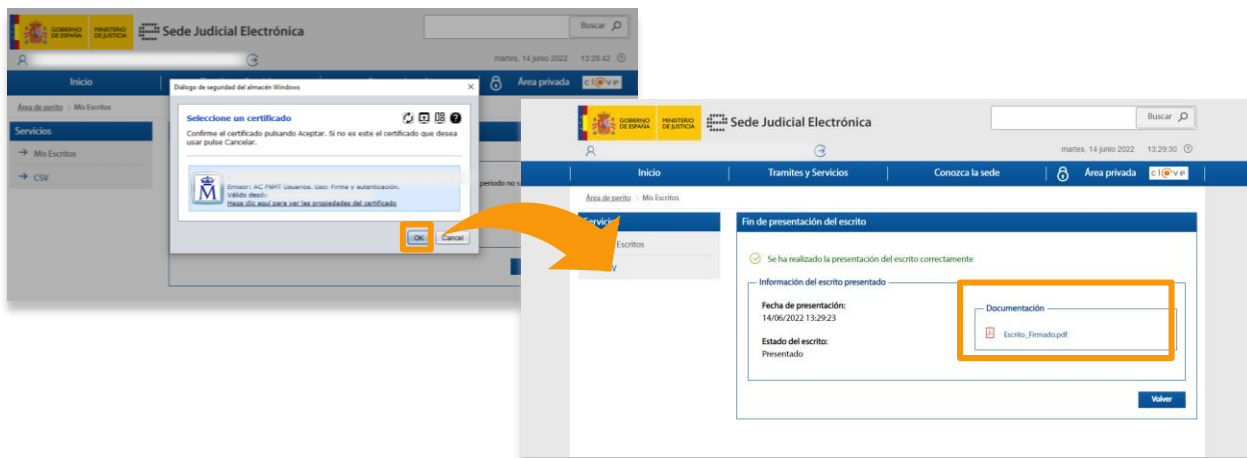 GOBIERNO DE ESPAÑA
MINISTERIO DE JUSTICIA
Sede Judicial Electrónica
Buscar
martes, 14 junio 2022 13:28:42
Inicio
Área privada
cl@ve
Área de perito > Mis Escritos
Servicios
→ Mis Escritos
→ CSV
Diálogo de seguridad del almacén Windows
Seleccione un certificado
Confirme el certificado pulsando Aceptar. Si no es este el certificado que desea
usar pulse Cancelar.
Emisor: AC FNMT Usuarios. Uso: Firma y autenticación.
Válido desde:
Haga clic aquí para ver las propiedades del certificado
periodo no s
OK
Cancel
GOBIERNO DE ESPAÑA
MINISTERIO DE JUSTICIA
Sede Judicial Electrónica
Buscar
martes, 14 junio 2022 13:29:30
Inicio
Tramites y Servicios
Conozca la sede
Área privada
cl@ve
Área de perito > Mis Escritos
Servicios
Escritos
V
Fin de presentación del escrito
Se ha realizado la presentación del escrito correctamente
Información del escrito presentado
Fecha de presentación:
14/06/2022 13:29:23
Estado del escrito:
Presentado
Documentación
Escrito_Firmado.pdf
Volver